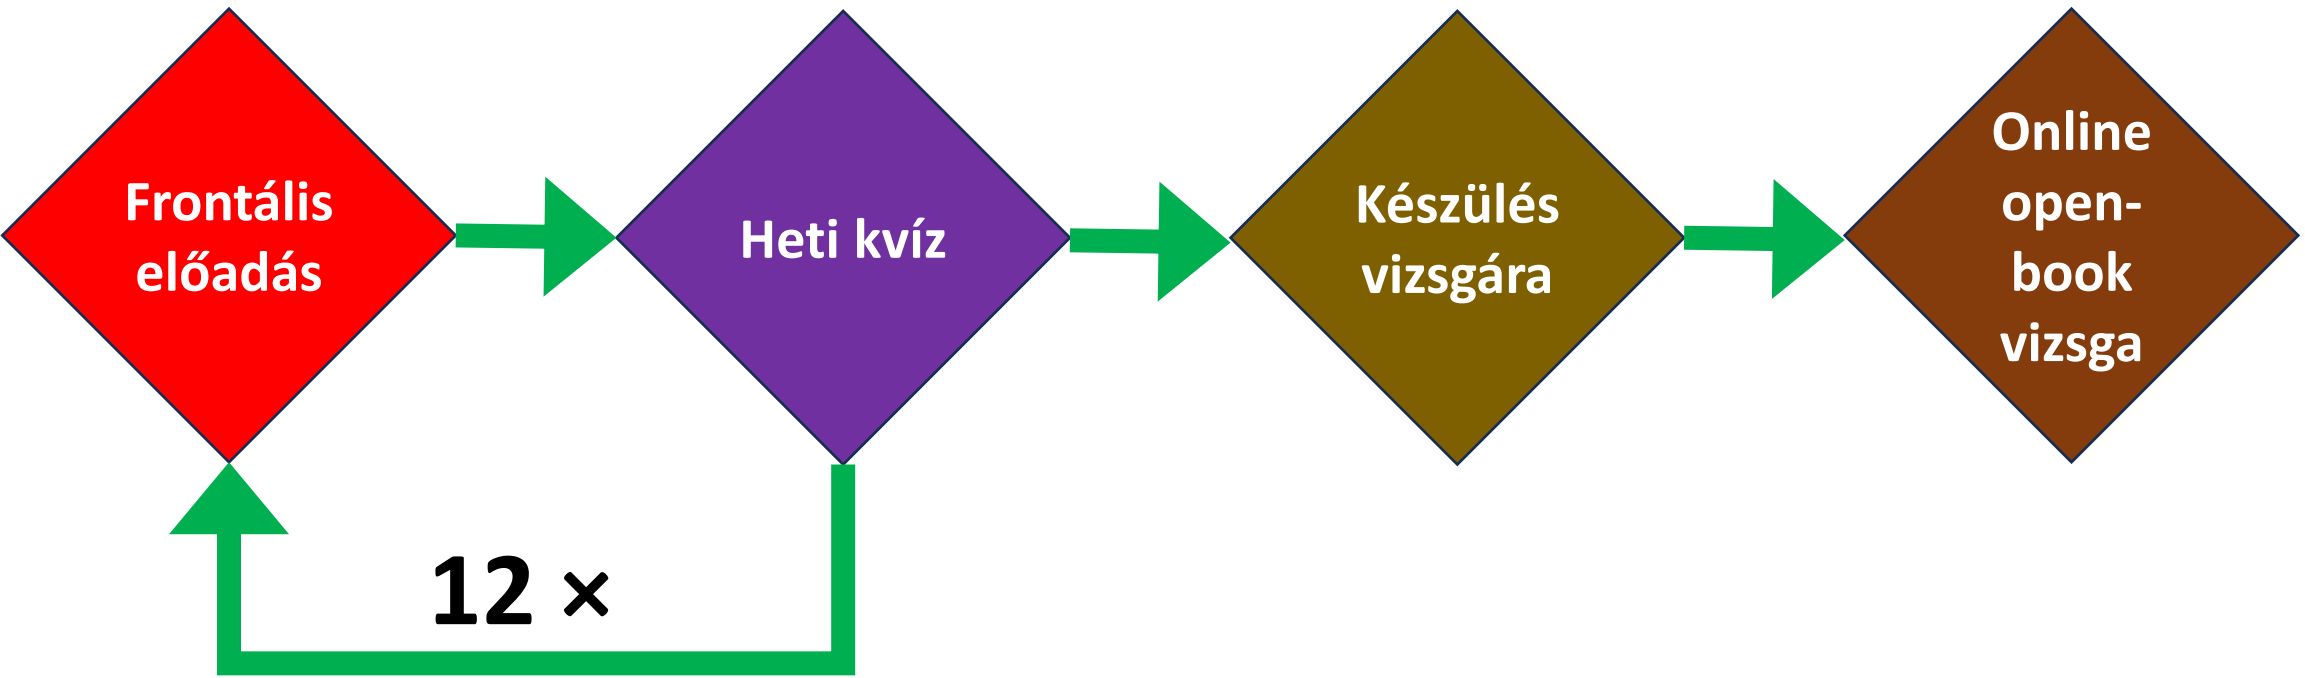 Frontális
előadás
Heti kvíz
Készülés
vizsgára
Online
open-
book
vizsga
12 ×